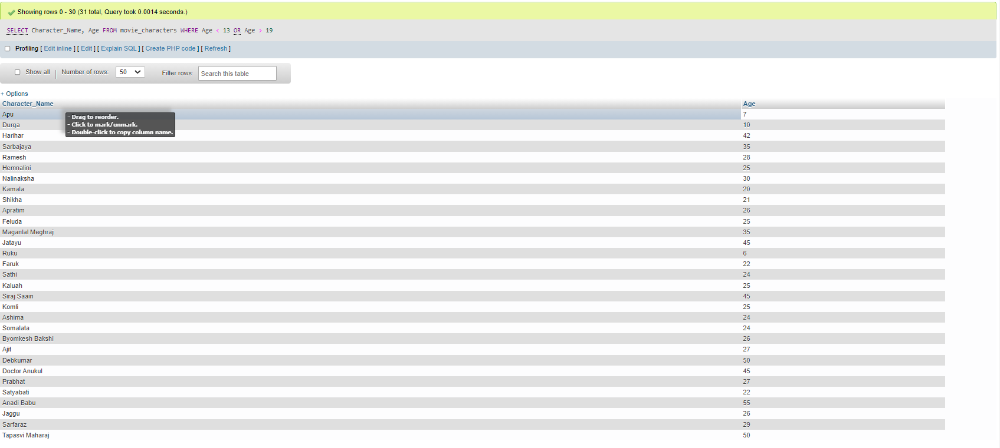 Showing rows 0 - 30 (31 total, Query took 0.0014 seconds.)
SELECT Character_Name, Age FROM movie_characters WHERE Age < 13 OR Age > 19
Profiling [ Edit inline ] [ Edit ] [ Explain SQL ] [ Create PHP code ] [ Refresh ]
Show all | Number of rows: 50 Filter rows: Search this table
+ Options
Character_Name Age
Apu 7
- Drag to reorder.
- Click to mark/unmark.
- Double-click to copy column name.
Durga 10
Harihar 42
Sarbajaya 35
Ramesh 28
Hemnalini 25
Nalinaksha 30
Kamala 20
Shikha 21
Apratim 26
Feluda 25
Maganlal Meghraj 35
Jatayu 45
Ruku 6
Faruk 22
Sathi 24
Kaluah 25
Siraj Saain 45
Komli 25
Ashima 24
Somalata 24
Byomkesh Bakshi 26
Ajit 27
Debkumar 50
Doctor Anukul 45
Prabhat 27
Satyabati 22
Anadi Babu 55
Jaggu 26
Sarfaraz 29
Tapasvi Maharaj 50